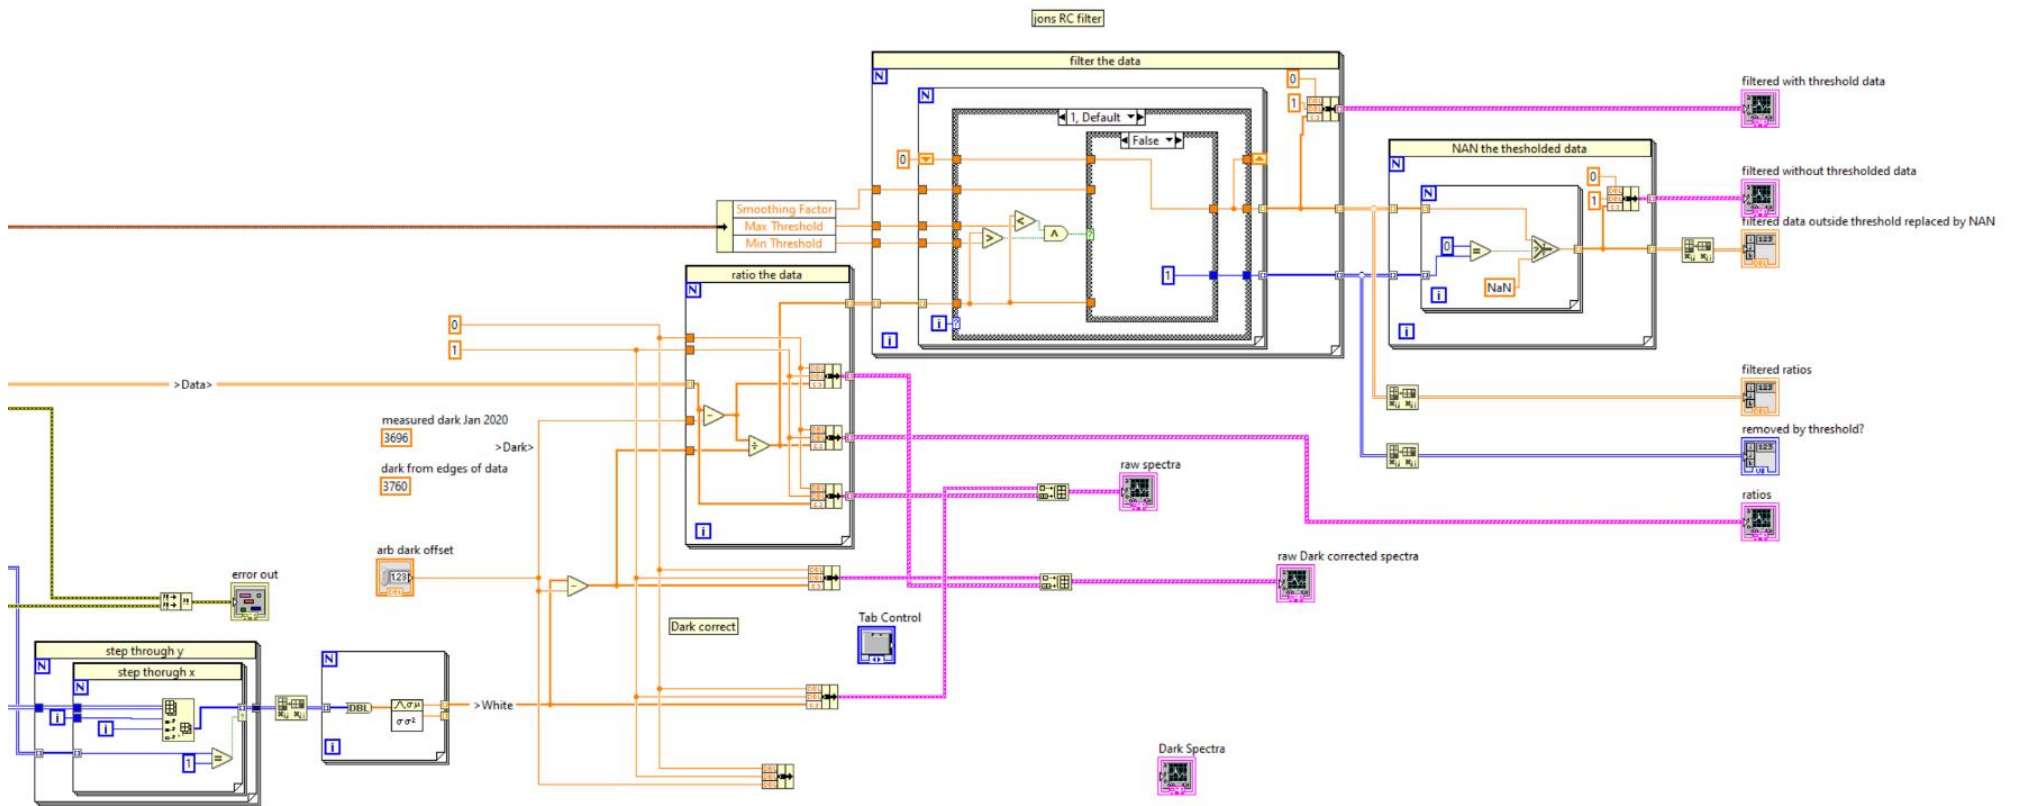 jons RC filter
filter the data
N
0
1
filtered with threshold data
N
1, Default
False
0
NAN the thesholded data
N
filtered without thresholded data
0
1
N
Smoothing Factor
Max Threshold
Min Threshold
filtered data outside threshold replaced by NAN
0
1
NaN
i
i
i
i
ratio the data
N
0
1
>Data>
measured dark Jan 2020
3696
>Dark>
dark from edges of data
3760
filtered ratios
removed by threshold?
raw spectra
ratios
i
arb dark offset
123
DBL
raw Dark corrected spectra
error out
Dark correct
Tab Control
step through y
N
step thorugh x
N
N
i
i
DBL
>White
1
i
Dark Spectra